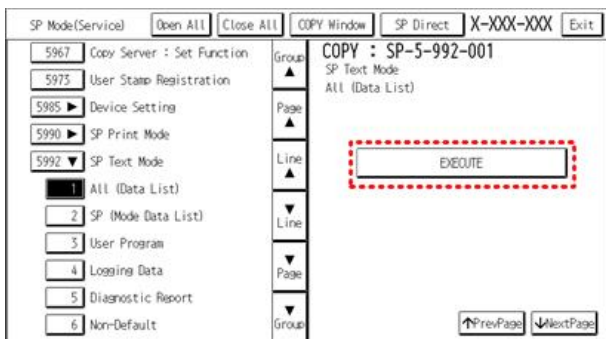 SP Mode(Service) Open All Close All COPY Window SP Direct X-XXX-XXX Exit
5967 Copy Server : Set Function
5973 User Stamp Registration
5985 ► Device Setting
5990 ► SP Print Mode
5992 ▼ SP Text Mode
1 All (Data List)
2 SP (Mode Data List)
3 User Program
4 Logging Data
5 Diagnostic Report
6 Non-Default
Group
▲
Page
▲
Line
▲
▼
Line
▼
Page
▼
Group
COPY : SP-5-992-001
SP Text Mode
All (Data List)
EXECUTE
↑PrevPage ↓NextPage